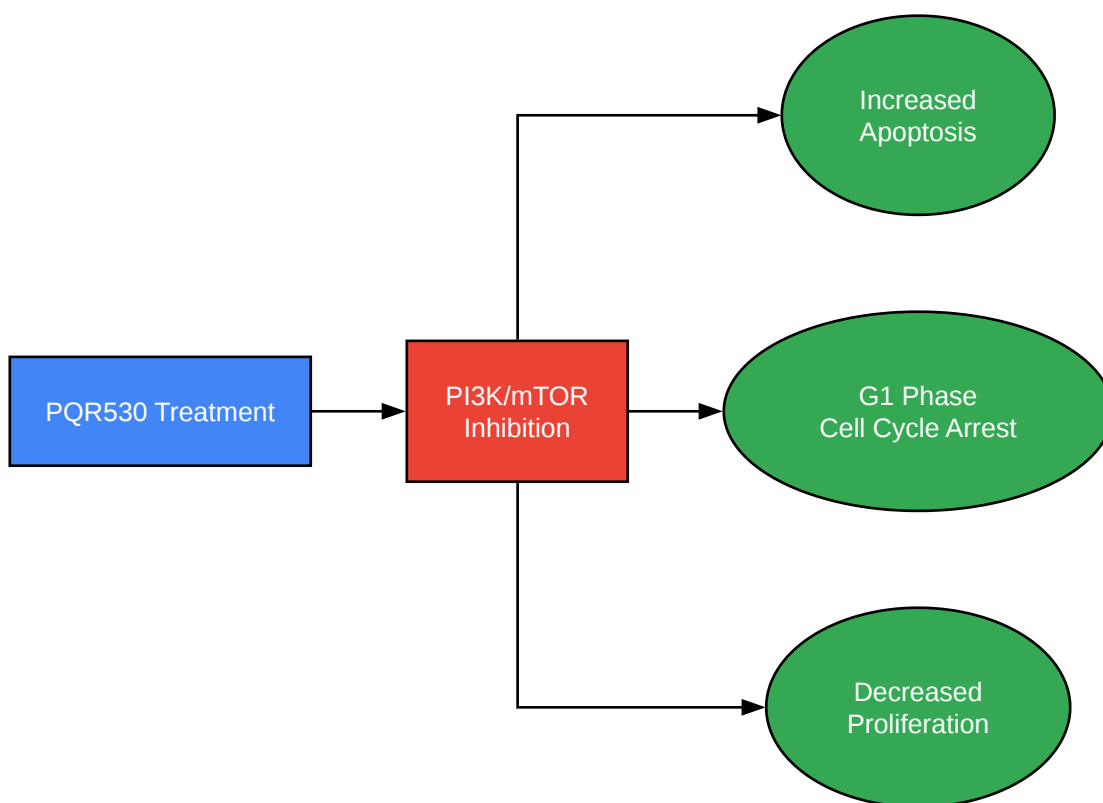 Increased
Apoptosis
PQR530 Treatment
PI3K/mTOR
Inhibition
G1 Phase
Cell Cycle Arrest
Decreased
Proliferation